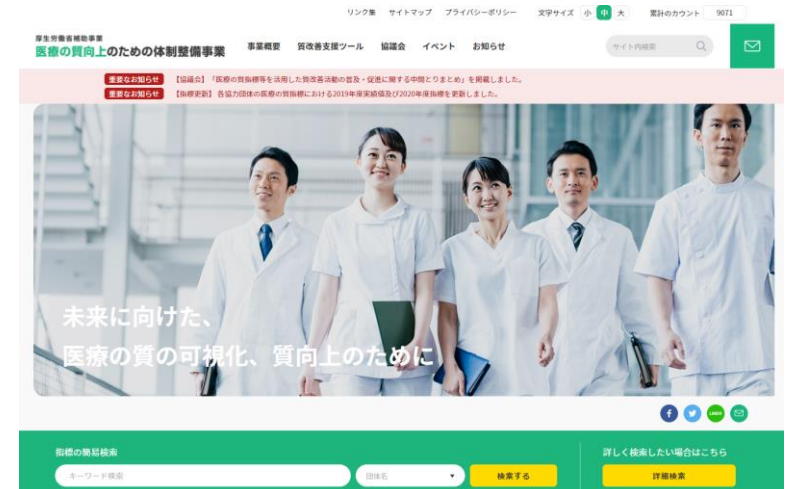 リンク集 サイトマップ プライバシーポリシー 文字サイズ 小 中 大 累計のカウント 9071
厚生労働省補助事業
医療の質向上のための体制整備事業 事業概要 質改善支援ツール 協議会 イベント お知らせ サイト内検索
重要なお知らせ 【協議会】「医療の質指標等を活用した質改善活動の普及・促進に関する中間とりまとめ」を掲載しました。
重要なお知らせ 【指標更新】各協力団体の医療の質指標における2019年度実績値及び2020年度指標を更新しました。
未来に向けた、
医療の質の可視化、質向上のために
指標の簡易検索 詳しく検索したい場合はこちら
キーワード検索 団体名 検索する 詳細検索